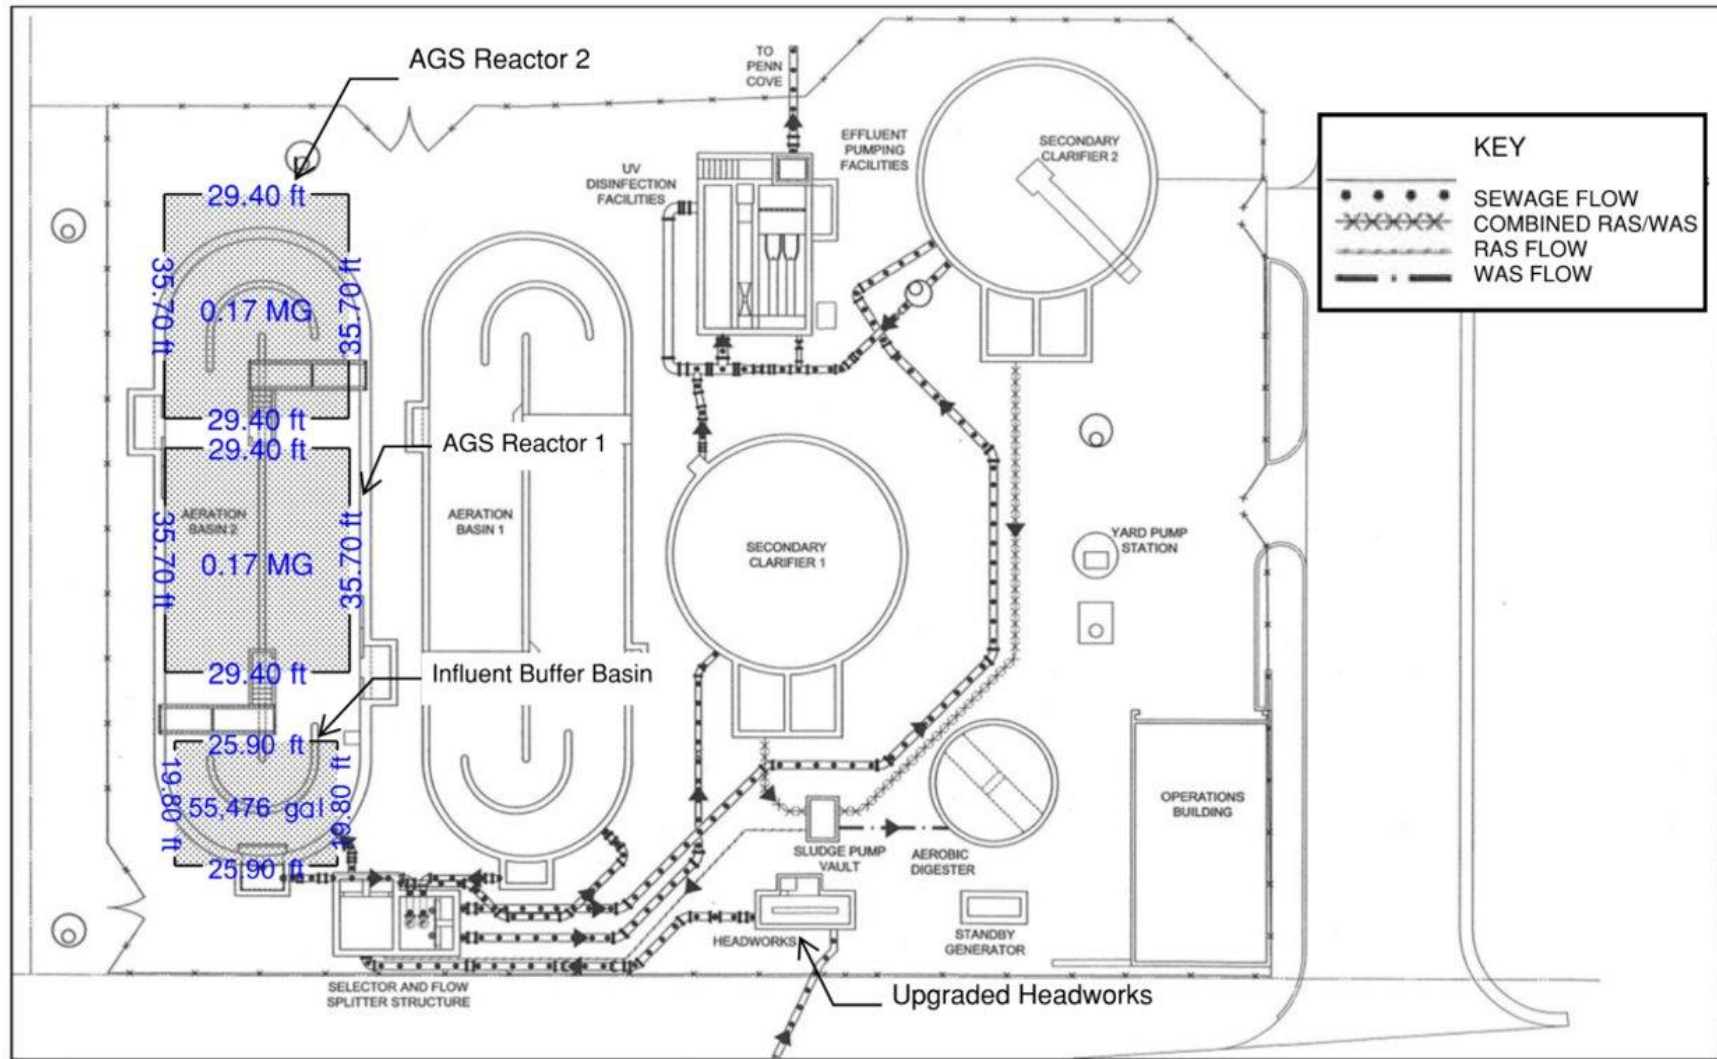 AGS Reactor 2
29.40 ft
35.70 ft
35.70 ft
0.17 MG
29.40 ft
29.40 ft
AGS Reactor 1
AERATION
BASIN 2
35.70 ft
35.70 ft
0.17 MG
29.40 ft
Influent Buffer Basin
25.90 ft
19.80 ft
19.80 ft
55,476 gal
25.90 ft
AERATION
BASIN 1
TO
PENN
COVE
UV
DISINFECTION
FACILITIES
EFFLUENT
PUMPING
FACILITIES
SECONDARY
CLARIFIER 2
KEY
SEWAGE FLOW
COMBINED RAS/WAS
RAS FLOW
WAS FLOW
SECONDARY
CLARIFIER 1
YARD PUMP
STATION
OPERATIONS
BUILDING
SLUDGE PUMP
VAULT
AEROBIC
DIGESTER
HEADWORKS
STANDBY
GENERATOR
SELECTOR AND FLOW
SPLITTER STRUCTURE
Upgraded Headworks